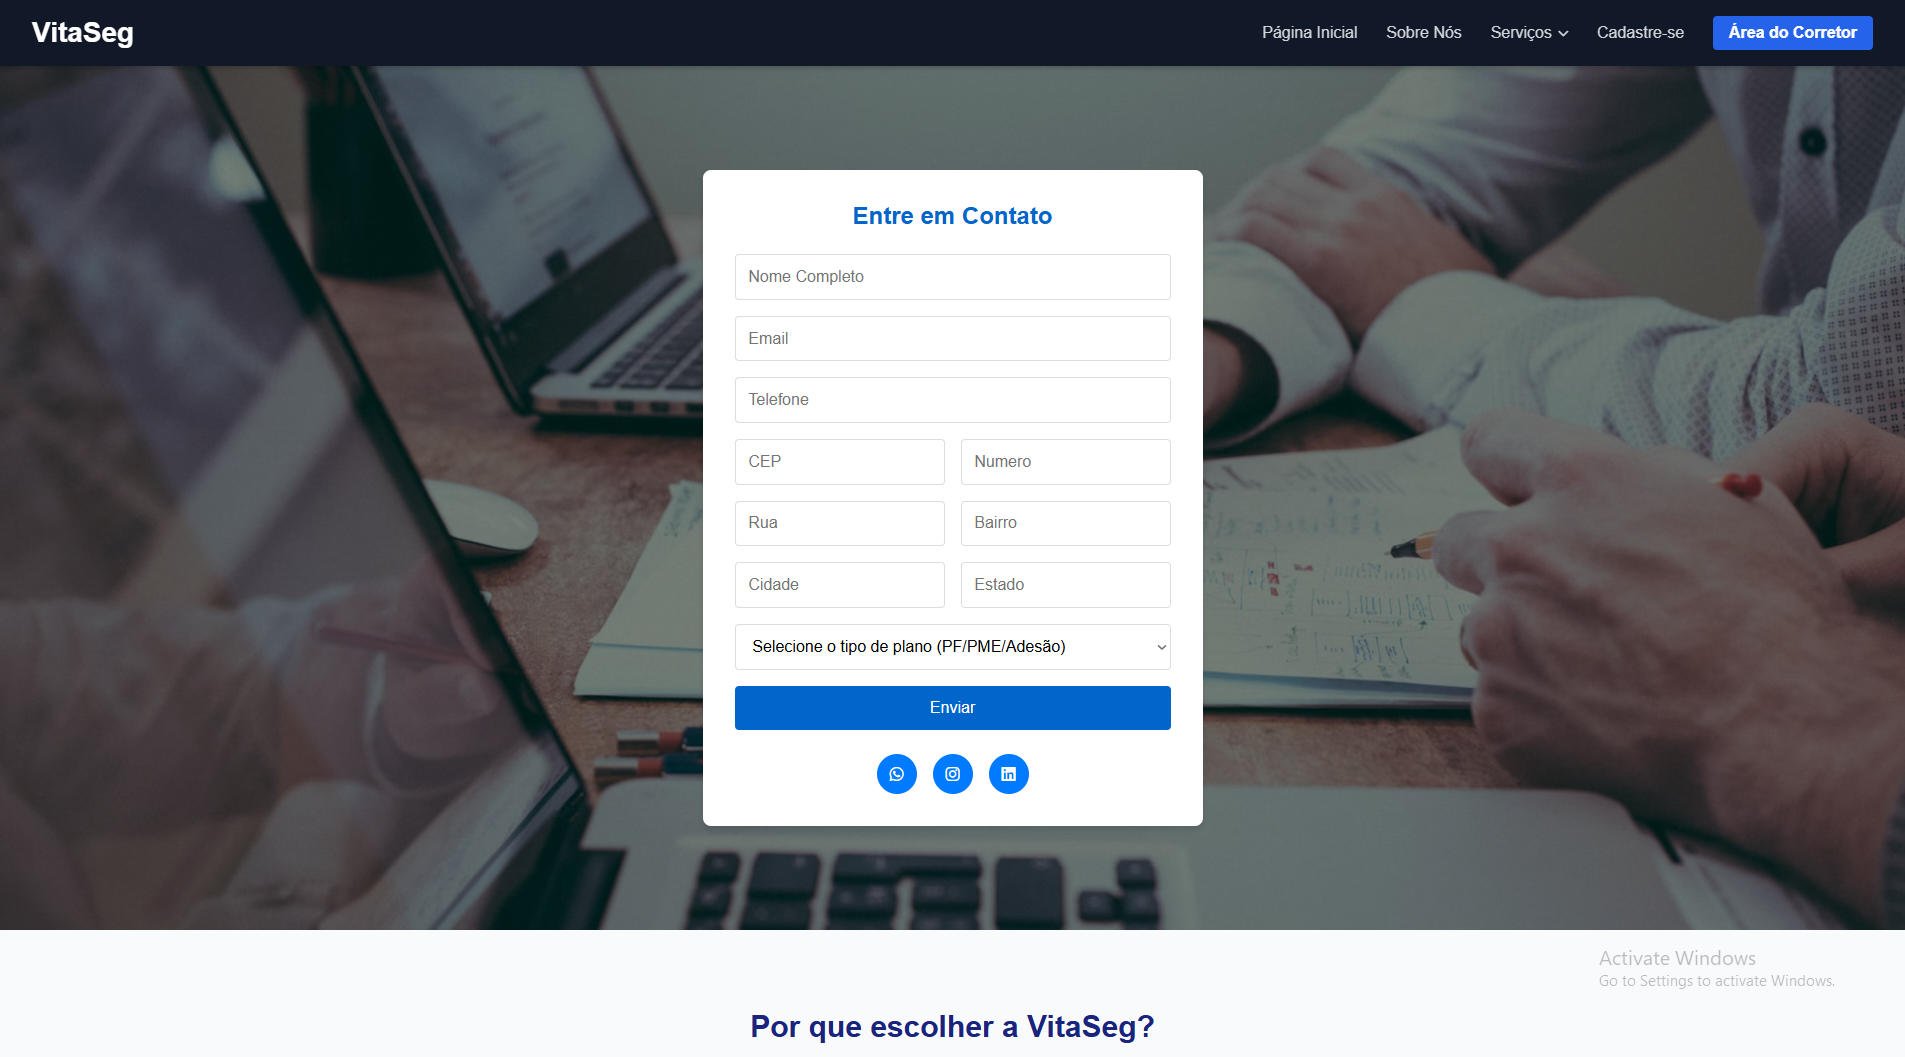 VitaSeg
Página Inicial
Sobre Nós
Serviços
Cadastre-se
Área do Corretor
Entre em Contato
Nome Completo
Email
Telefone
CEP
Numero
Rua
Bairro
Cidade
Estado
Selecione o tipo de plano (PF/PME/Adesão)
Enviar
Activate Windows
Go to Settings to activate Windows.
Por que escolher a VitaSeg?